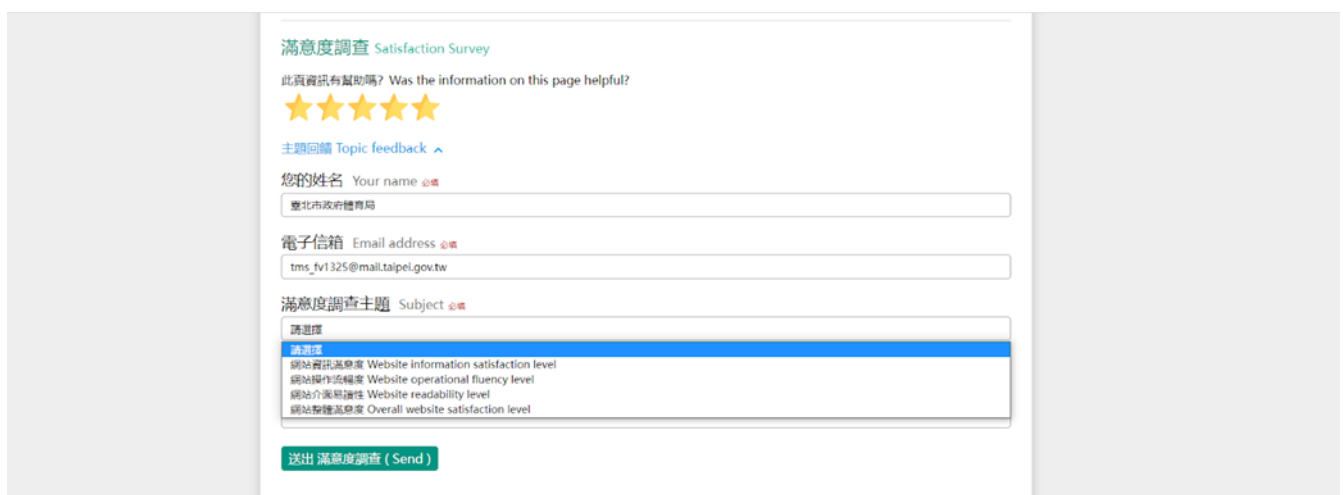 滿意度調查 Satisfaction Survey
此頁資訊有幫助嗎? Was the information on this page helpful?
主題回饋 Topic feedback
您的姓名 Your name 必填
臺北市政府體育局
電子信箱 Email address 必填
tms_fv1325@mail.taipei.gov.tw
滿意度調查主題 Subject 必填
請選擇
請選擇
網站資訊滿意度 Website information satisfaction level
網站操作流暢度 Website operational fluency level
網站介面易讀性 Website readability level
網站整體滿意度 Overall website satisfaction level
送出 滿意度調查 ( Send )